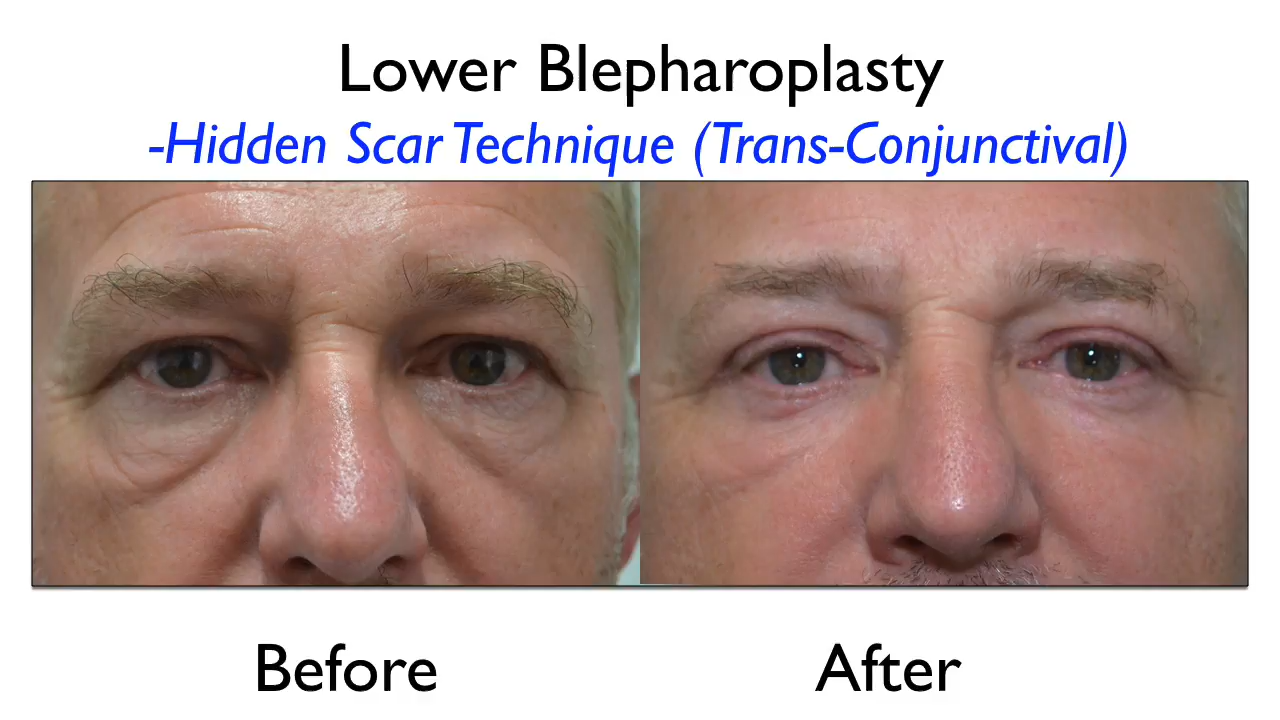 Lower Blepharoplasty
-Hidden Scar Technique (Trans-Conjunctival)
Before
After